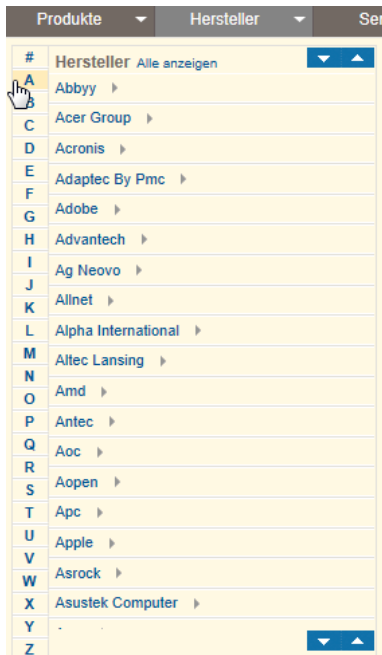 Produkte
Hersteller
#
A
B
C
D
E
F
G
H
I
J
K
L
M
N
O
P
Q
R
S
T
U
V
W
X
Y
Z
Hersteller Alle anzeigen
Abbyy
Acer Group
Acronis
Adaptec By Pmc
Adobe
Advantech
Ag Neovo
Allnet
Alpha International
Altec Lansing
Amd
Antec
Aoc
Aopen
Apc
Apple
Asrock
Asustek Computer